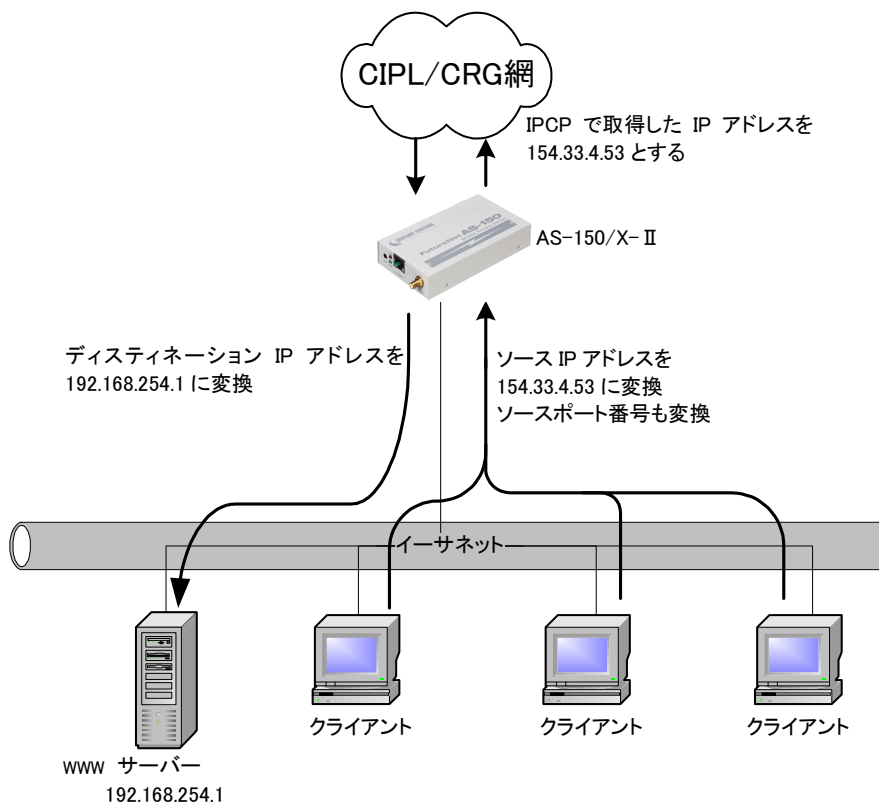 CIPL/CRG網
IPCP で取得した IP アドレスを
154.33.4.53 とする
FutureNet AS-150
AS-150/X-Ⅱ
ディスティネーション IP アドレスを
192.168.254.1 に変換
ソース IP アドレスを
154.33.4.53 に変換
ソースポート番号も変換
イーサネット
クライアント
クライアント
クライアント
www サーバー
192.168.254.1